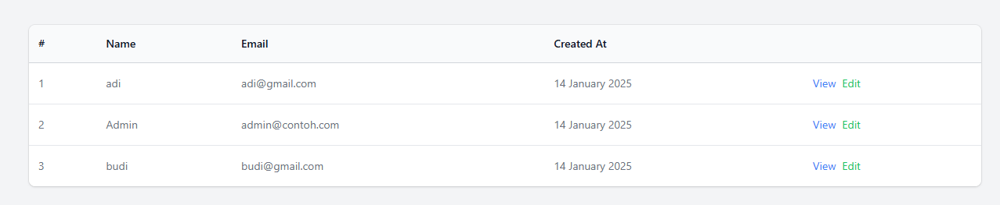 # Name Email Created At
1 adi adi@gmail.com 14 January 2025 View Edit
2 Admin admin@contoh.com 14 January 2025 View Edit
3 budi budi@gmail.com 14 January 2025 View Edit